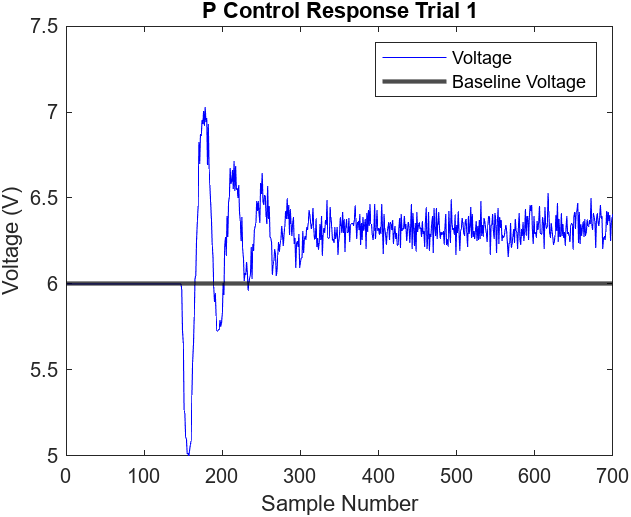 P Control Response Trial 1
Voltage
Baseline Voltage
7.5
7
6.5
6
5.5
5
Voltage (V)
0 100 200 300 400 500 600 700
Sample Number